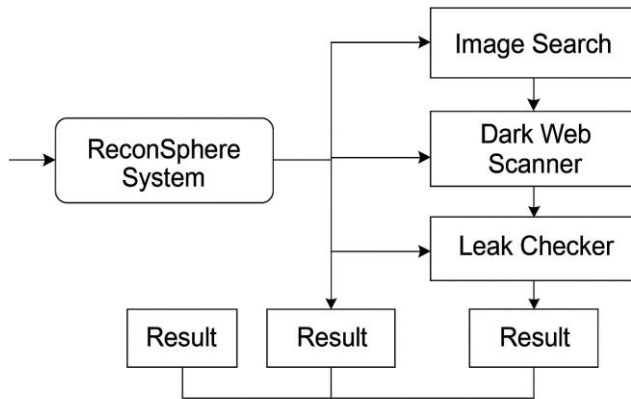 Image Search
ReconSphere
System
Dark Web
Scanner
Leak Checker
Result
Result
Result